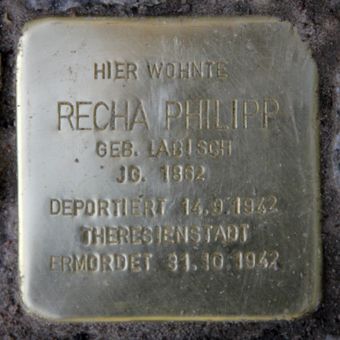 HIER WOHNTE
RECHA PHILIPP
GEB. LABISCH
JG. 1862
DEPORTIERT 14.9.1942
THERESIENSTADT
ERMORDET 31.10.1942